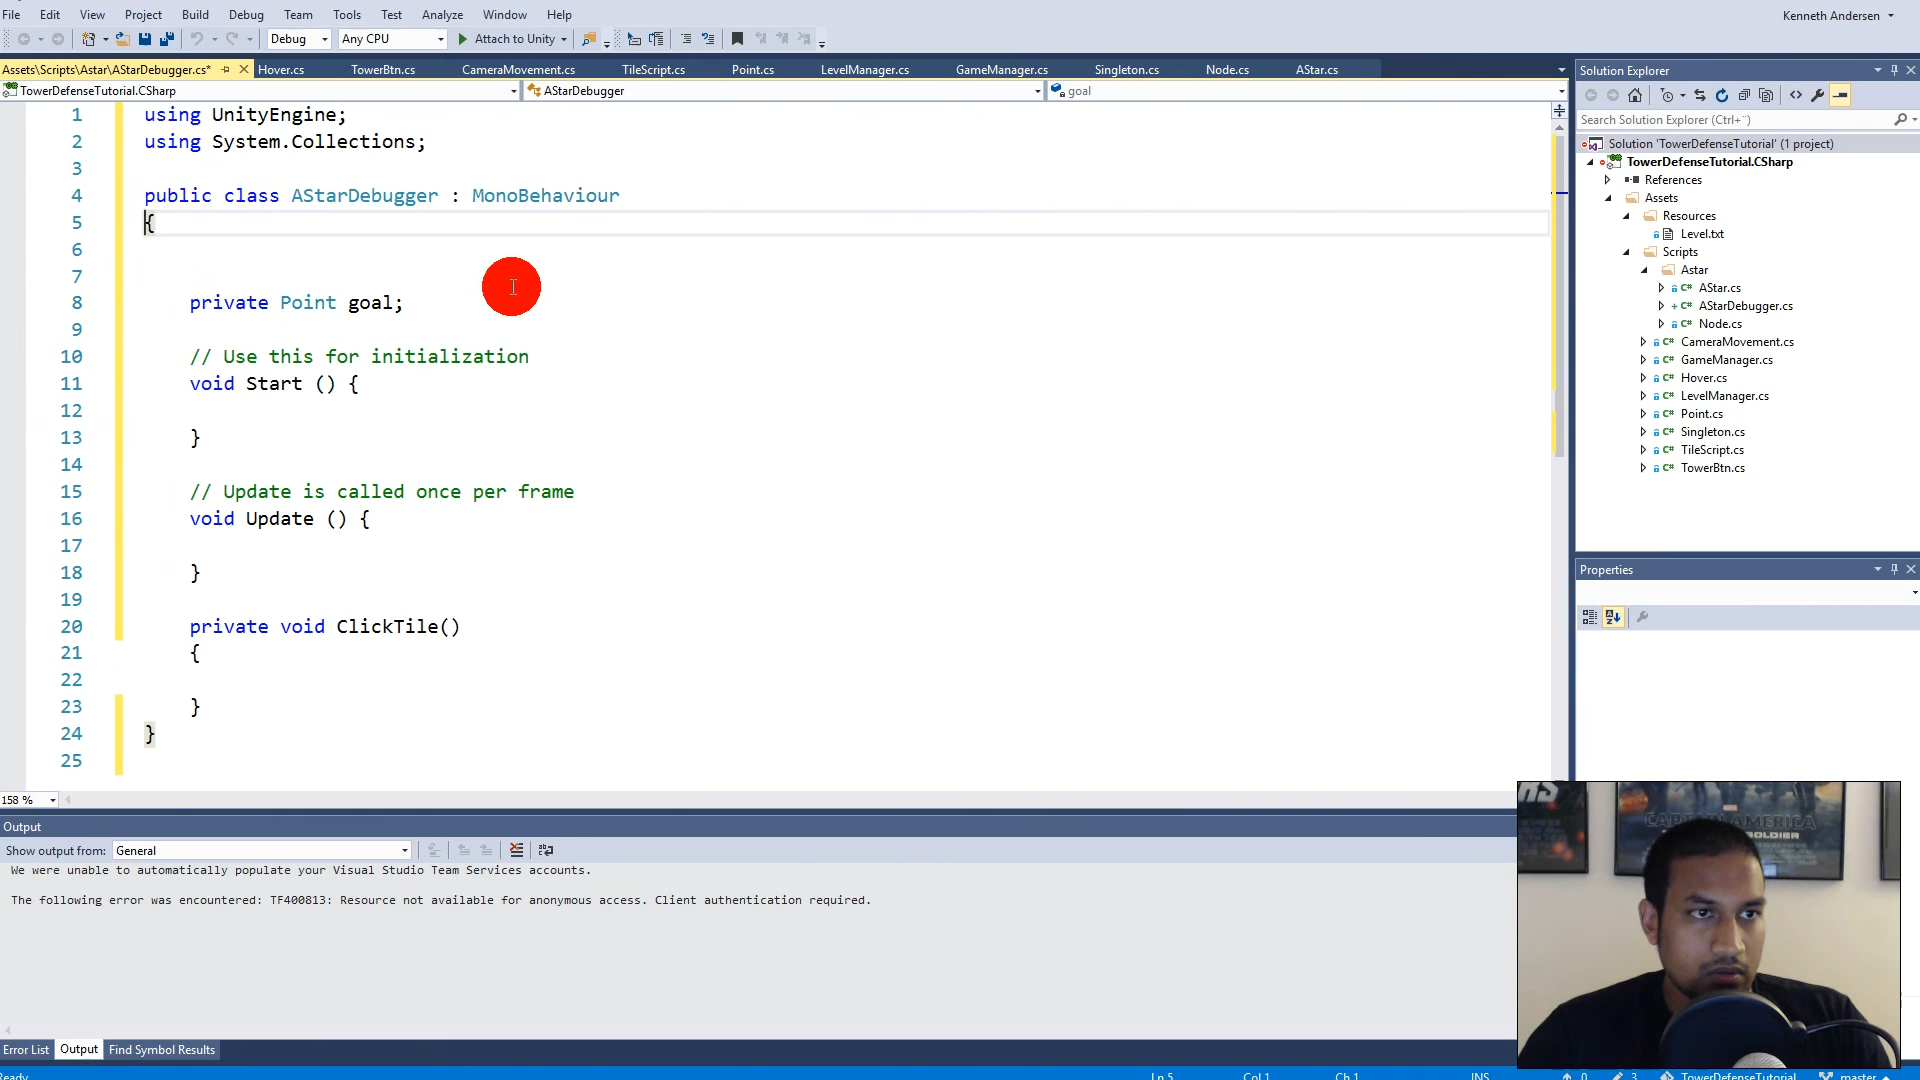 File Edit View Project Build Debug Team Tools Test Analyze Window Help Kenneth Andersen
Debug Any CPU Attach to Unity
Assets\Scripts\Astar\AStarDebugger.cs* Hover.cs TowerBtn.cs CameraMovement.cs TileScript.cs Point.cs LevelManager.cs GameManager.cs Singleton.cs Node.cs AStar.cs
TowerDefenseTutorial.CSharp AStarDebugger goal
1 using UnityEngine;
2 using System.Collections;
3
4 public class AStarDebugger : MonoBehaviour
5 {
6
7
8 private Point goal;
9
10 // Use this for initialization
11 void Start () {
12
13 }
14
15 // Update is called once per frame
16 void Update () {
17
18 }
19
20 private void ClickTile()
21 {
22
23 }
24 }
25
158 %
Output
Show output from: General
We were unable to automatically populate your Visual Studio Team Services accounts.
The following error was encountered: TF400813: Resource not available for anonymous access. Client authentication required.
Error List Output Find Symbol Results
Ready Ln 5 Col 1 Ch 1 INS 0 3 TowerDefenseTutorial master
Solution Explorer
Search Solution Explorer (Ctrl+¨)
Solution 'TowerDefenseTutorial' (1 project)
TowerDefenseTutorial.CSharp
References
Assets
Resources
Level.txt
Scripts
Astar
AStar.cs
AStarDebugger.cs
Node.cs
CameraMovement.cs
GameManager.cs
Hover.cs
LevelManager.cs
Point.cs
Singleton.cs
TileScript.cs
TowerBtn.cs
Properties
CAPTAIN AMERICA